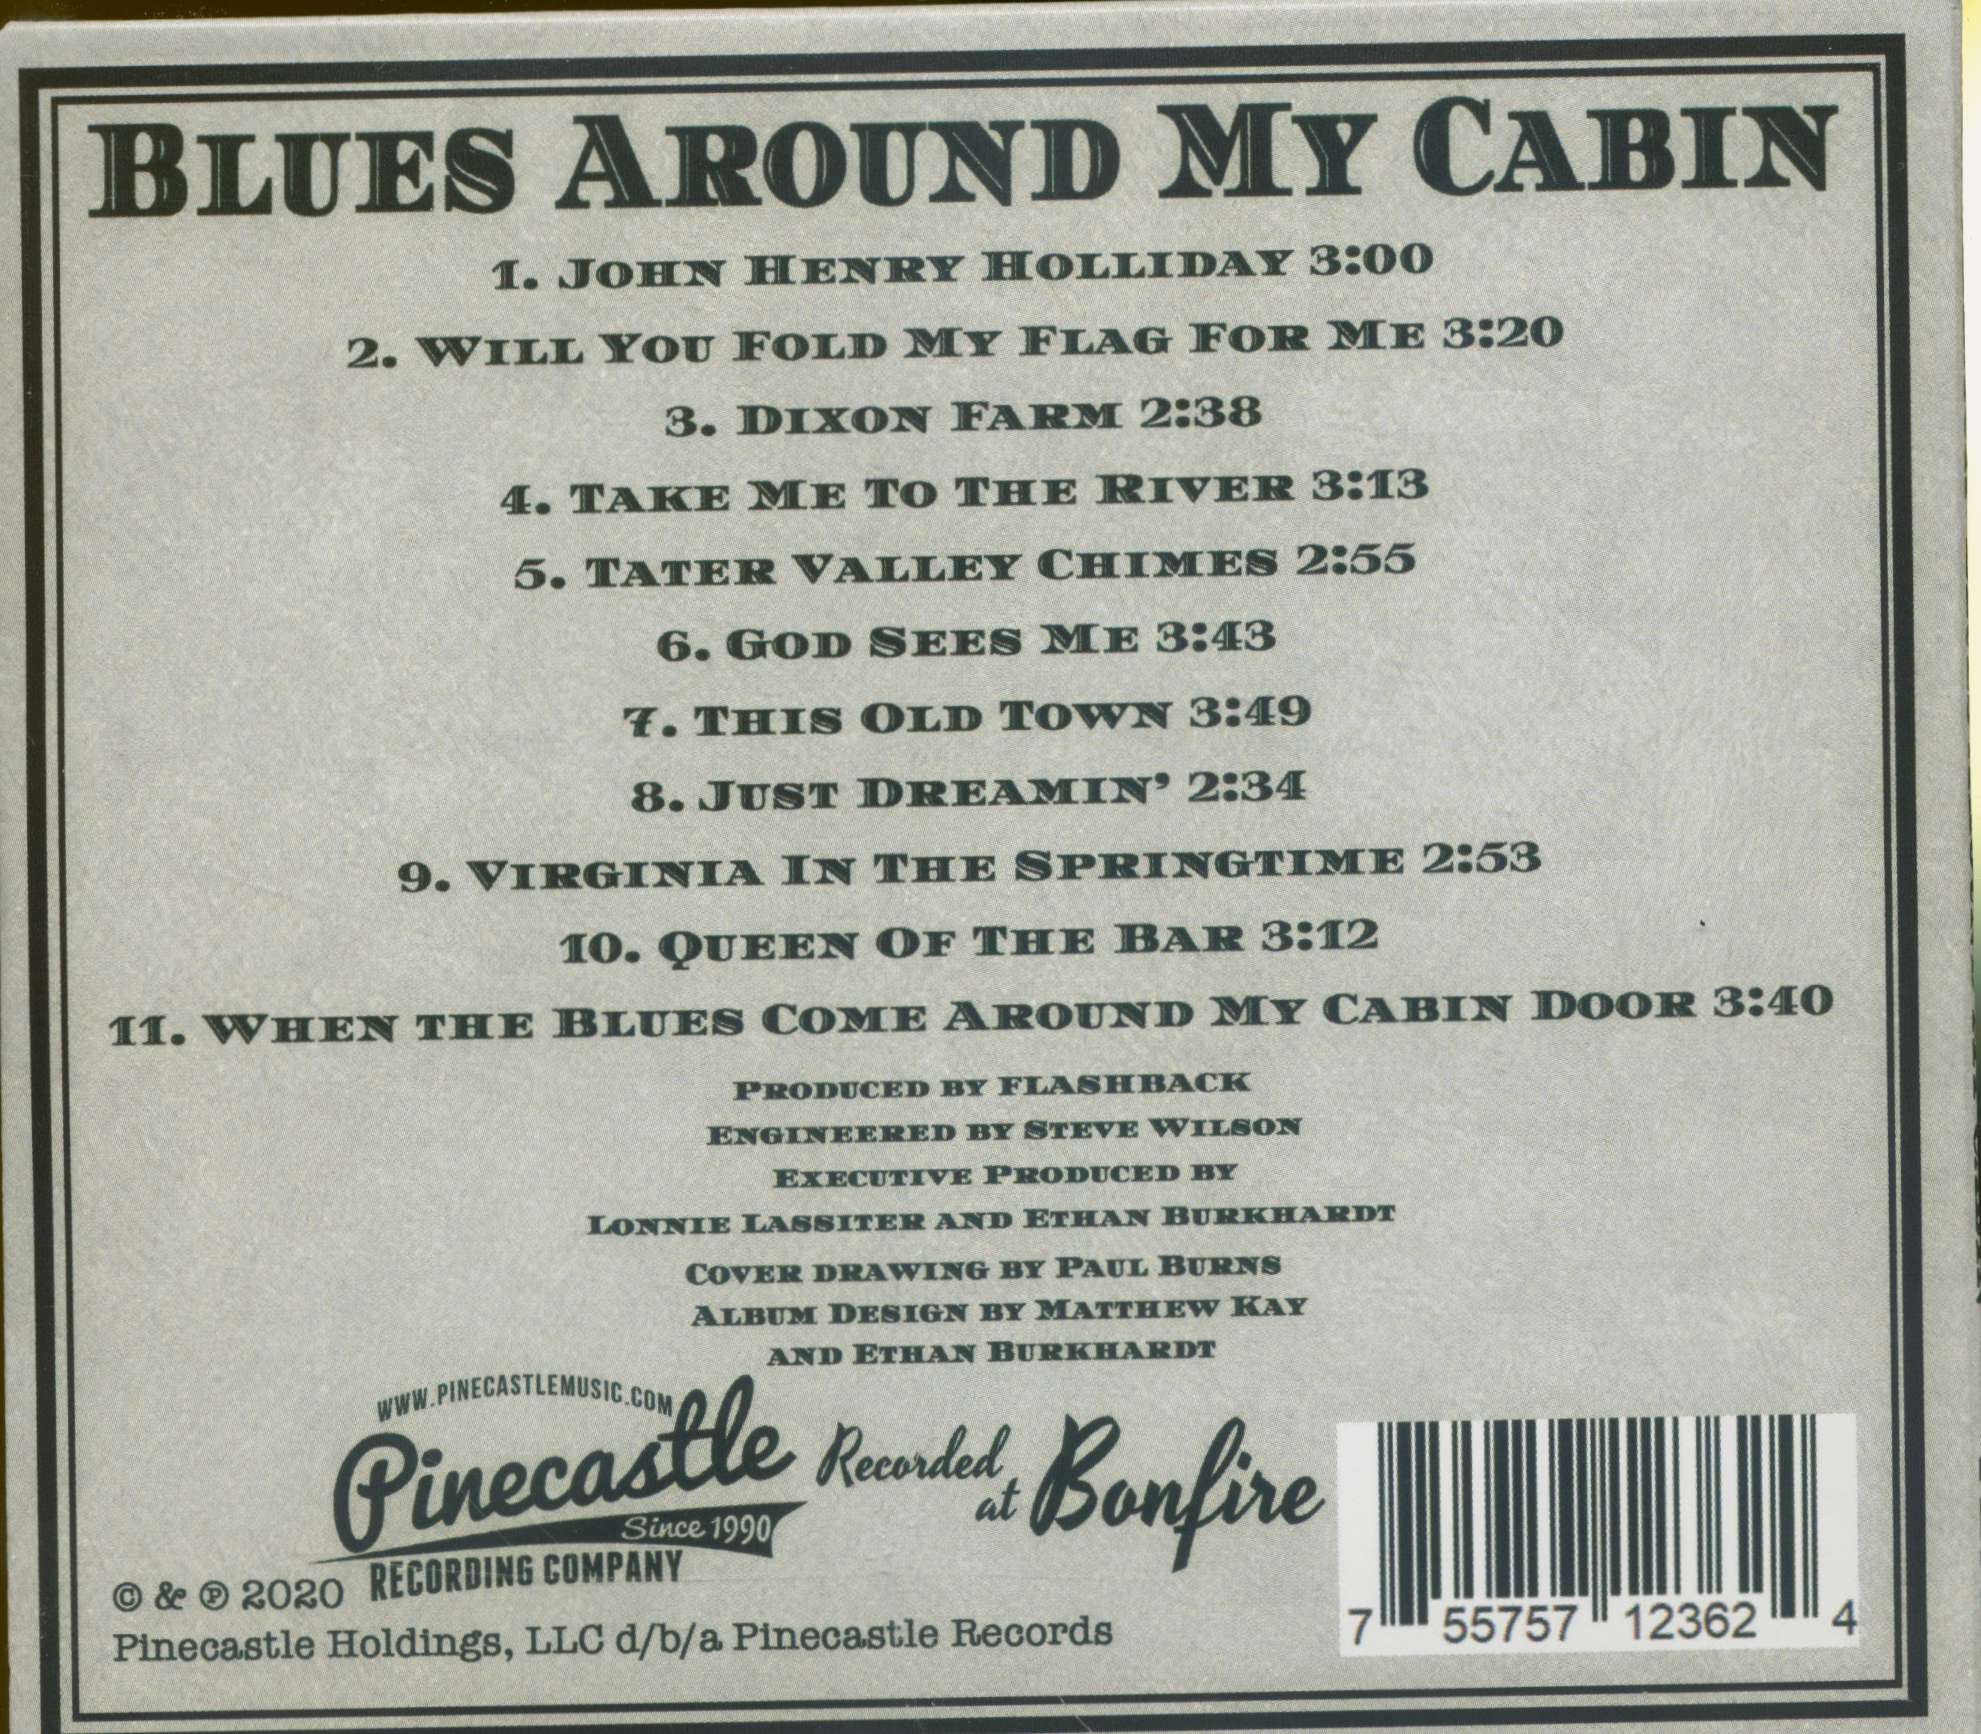 BLUES AROUND MY CABIN
1. JOHN HENRY HOLLIDAY 3:00
2. WILL YOU FOLD MY FLAG FOR ME 3:20
3. DIXON FARM 2:38
4. TAKE ME TO THE RIVER 3:13
5. TATER VALLEY CHIMES 2:55
6. GOD SEES ME 3:43
7. THIS OLD TOWN 3:49
8. JUST DREAMIN' 2:34
9. VIRGINIA IN THE SPRINGTIME 2:53
10. QUEEN OF THE BAR 3:12
11. WHEN THE BLUES COME AROUND MY CABIN DOOR 3:40
PRODUCED BY FLASHBACK
ENGINEERED BY STEVE WILSON
EXECUTIVE PRODUCED BY
LONNIE LASSITER AND ETHAN BURKHARDT
COVER DRAWING BY PAUL BURNS
ALBUM DESIGN BY MATTHEW KAY
AND ETHAN BURKHARDT
WWW.PINECASTLEMUSIC.COM
Pinecastle
Since 1990
RECORDING COMPANY
Recorded
at Bonfire
© & ℗ 2020
Pinecastle Holdings, LLC d/b/a Pinecastle Records
7 55757 12362 4